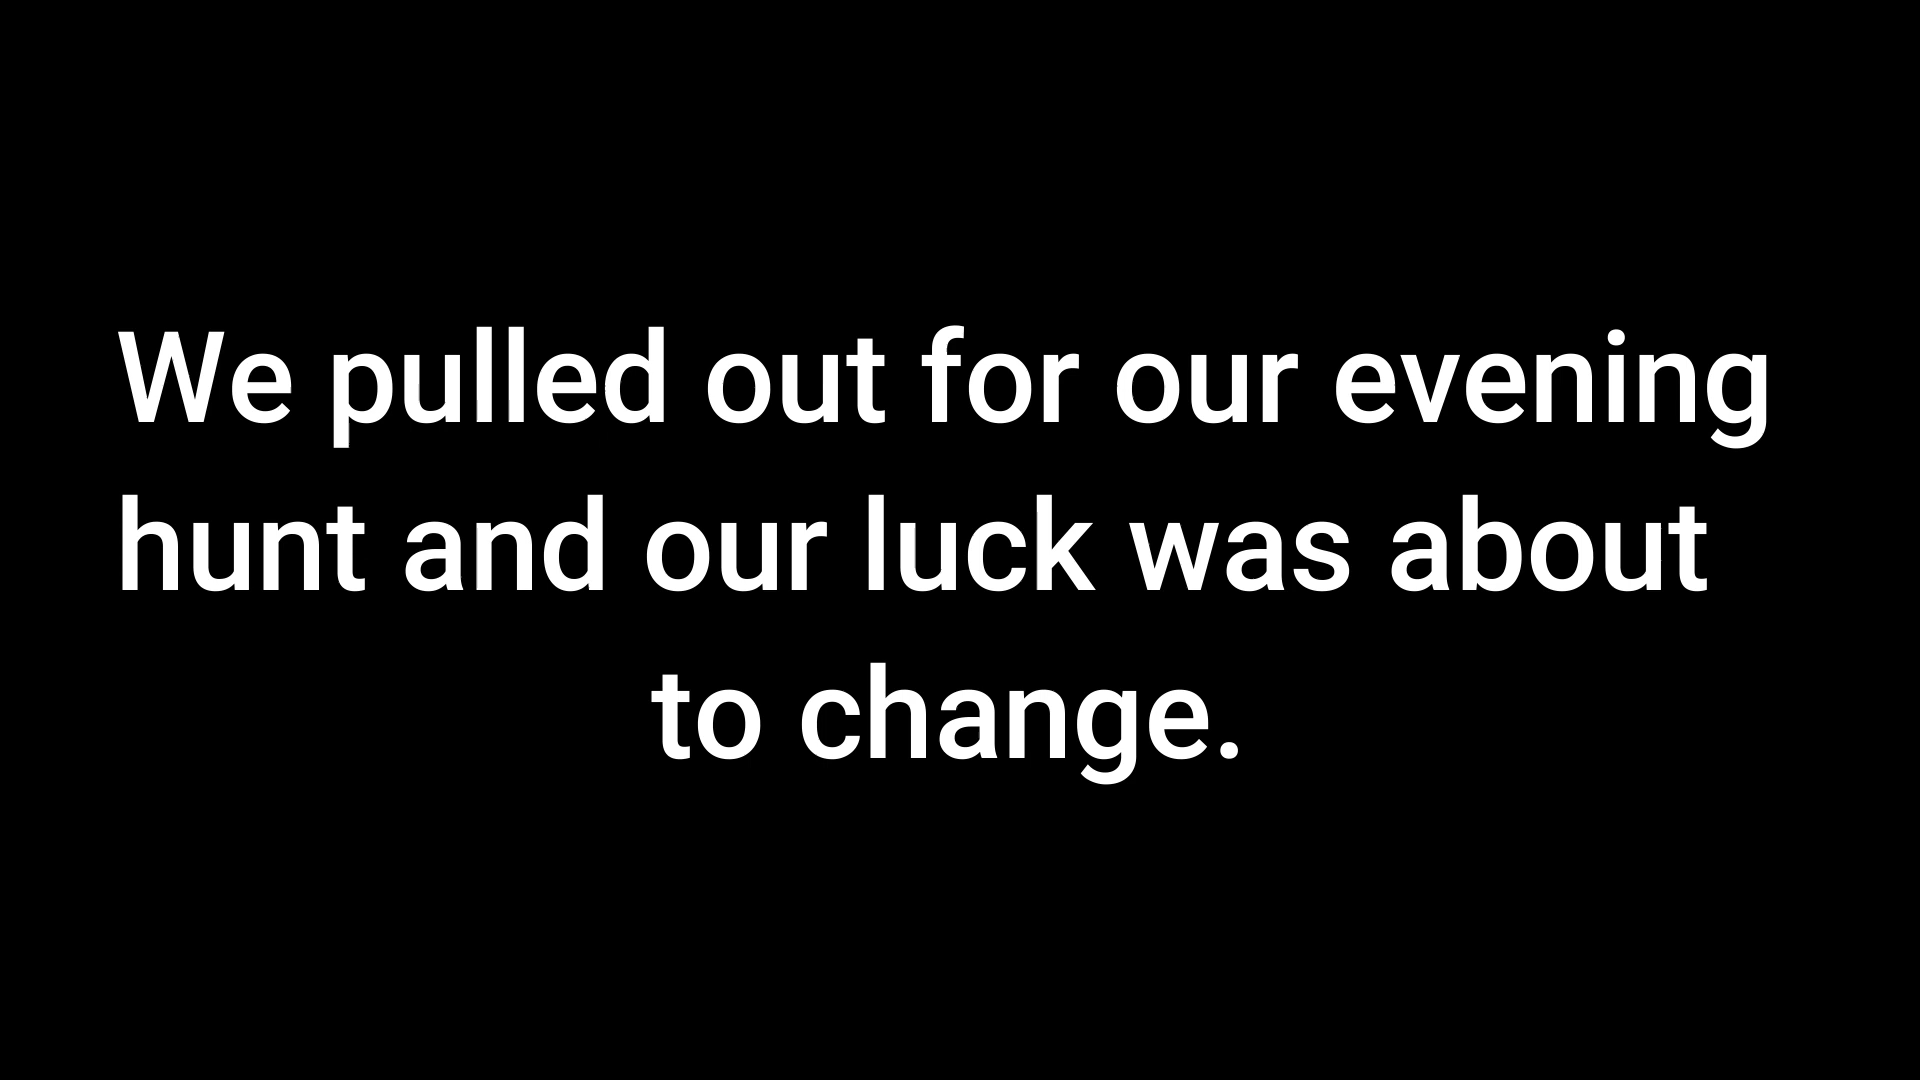 We pulled out for our evening
hunt and our luck was about
to change.